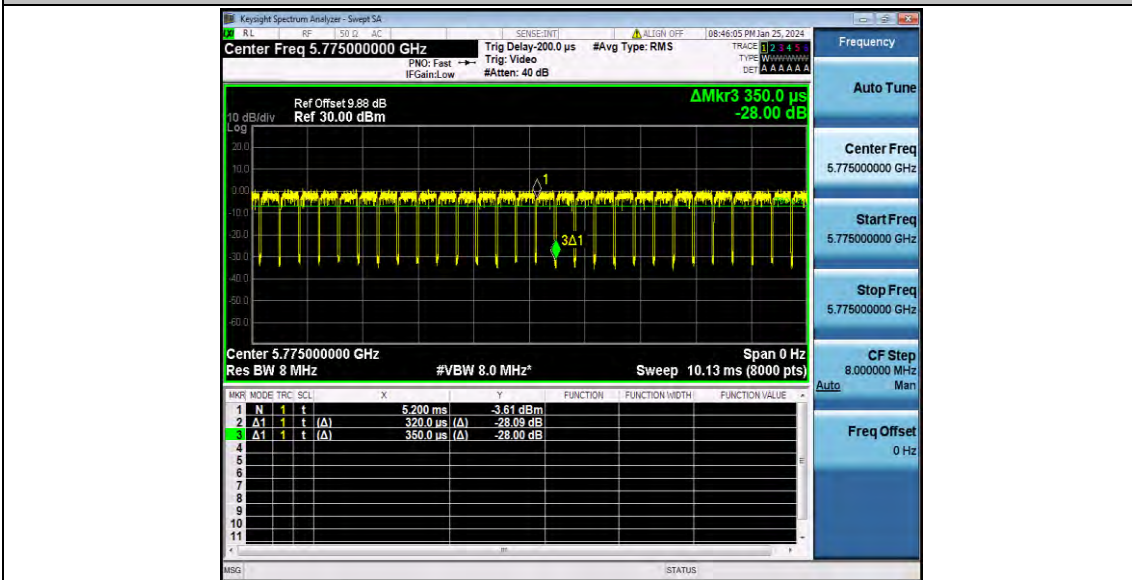 Keysight Spectrum Analyzer - Swept SA
RL RF 50 Ω AC SENSE:INT ALIGN OFF 08:46:05 PM Jan 25, 2024
Center Freq 5.775000000 GHz Trig Delay-200.0 µs #Avg Type: RMS TRACE 1 2 3 4 5 6
PNO: Fast Trig: Video TYPE
IFGain:Low #Atten: 40 dB DET A A A A A A
Frequency
Auto Tune
Center Freq
5.775000000 GHz
Start Freq
5.775000000 GHz
Stop Freq
5.775000000 GHz
CF Step
8.000000 MHz
Auto Man
Freq Offset
0 Hz
ΔMkr3 350.0 µs
-28.00 dB
Ref Offset 9.88 dB
10 dB/div Ref 30.00 dBm
Log
20.0
10.0
0.00
-10.0
-20.0
-30.0
-40.0
-50.0
-60.0
1
3Δ1
Center 5.775000000 GHz Span 0 Hz
Res BW 8 MHz #VBW 8.0 MHz* Sweep 10.13 ms (8000 pts)
MKR MODE TRC SCL X Y FUNCTION FUNCTION WIDTH FUNCTION VALUE
1 N 1 t 5.200 ms -3.61 dBm
2 Δ1 1 t (Δ) 320.0 µs (Δ) -28.09 dB
3 Δ1 1 t (Δ) 350.0 µs (Δ) -28.00 dB
4
5
6
7
8
9
10
11
MSG STATUS